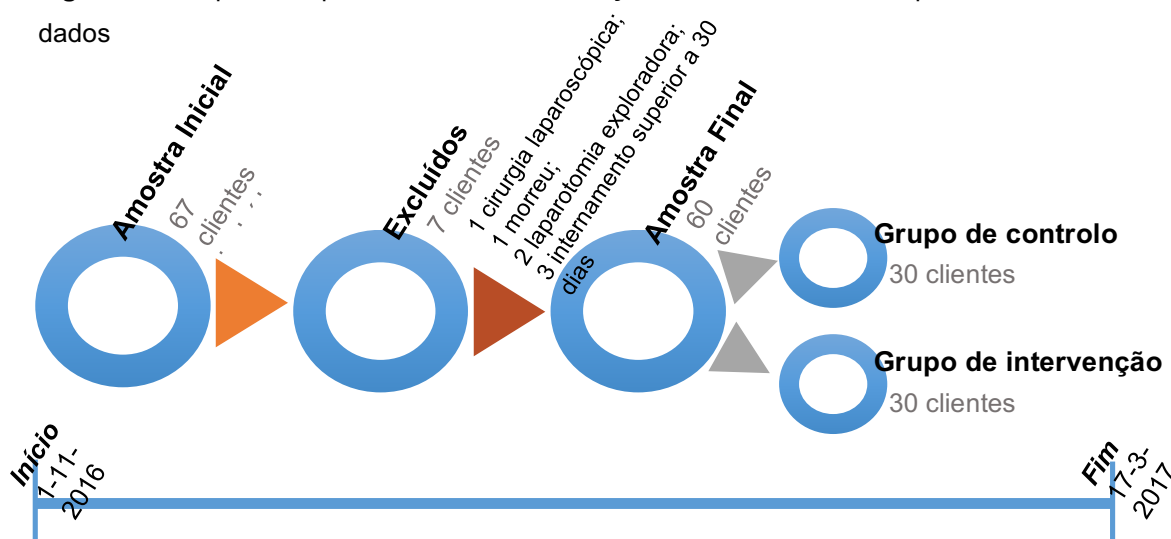 dados
Amostra Inicial
67
clientes
Excluídos
7 clientes
1 cirurgia laparoscópica;
1 morreu;
2 laparotomia exploradora;
3 internamento superior a 30
dias
Amostra Final
60
clientes
Grupo de controlo
30 clientes
Grupo de intervenção
30 clientes
Início
1-11-
2016
Fim
17-3-
2017